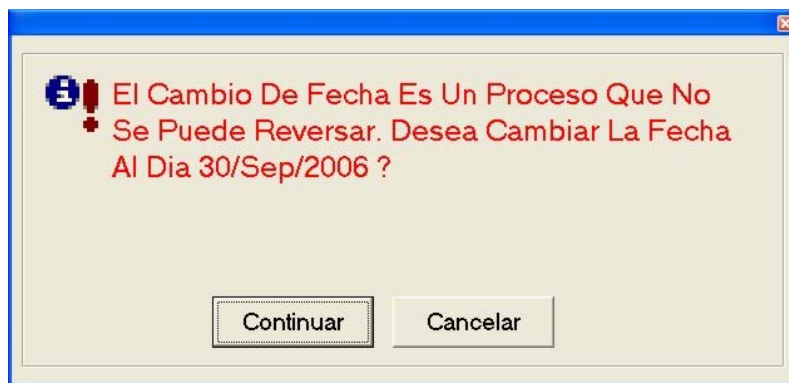 El Cambio De Fecha Es Un Proceso Que No
Se Puede Reversar. Desea Cambiar La Fecha
Al Dia 30/Sep/2006 ?
Continuar
Cancelar